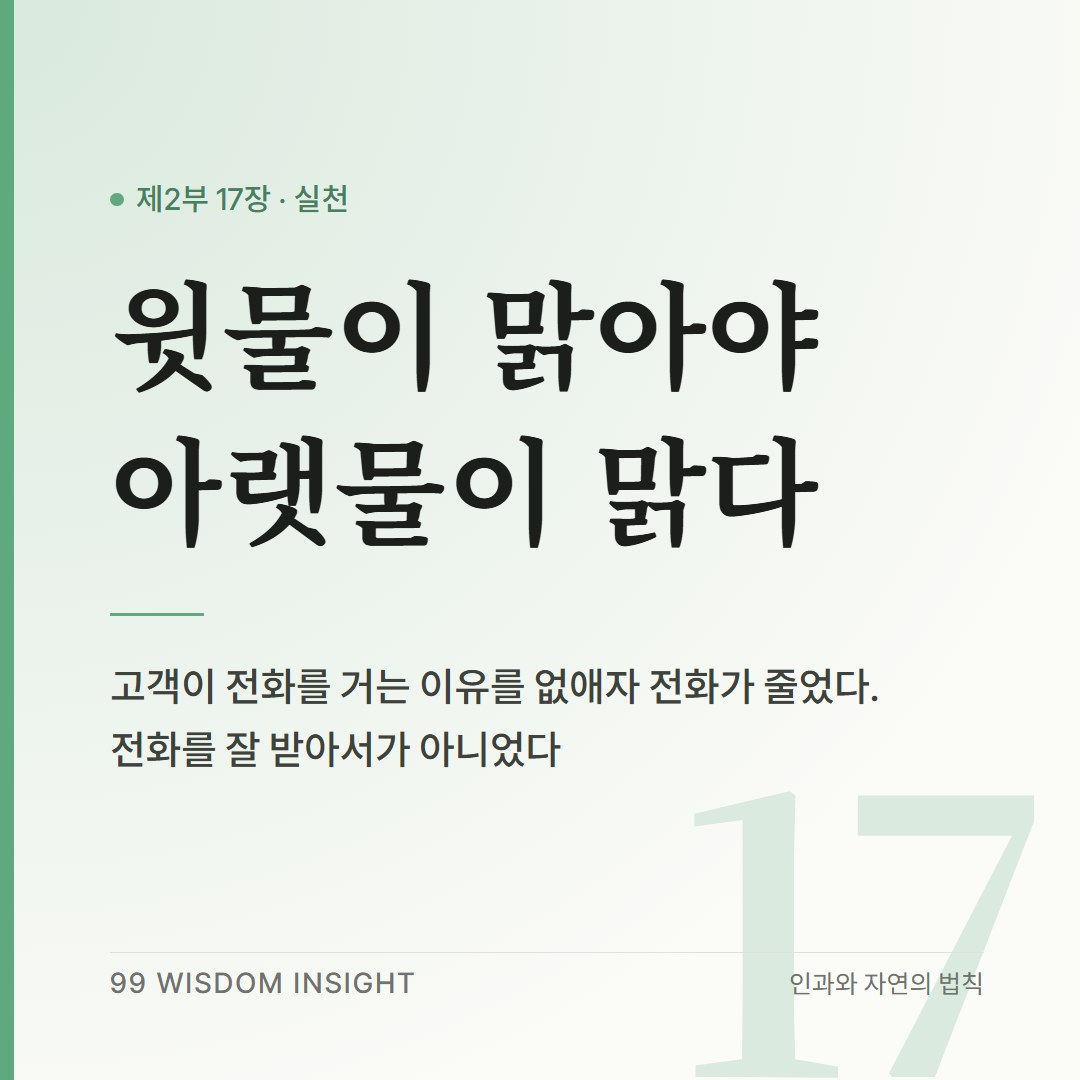 제2부 17장 · 실천
윗물이 맑아야
아랫물이 맑다
고객이 전화를 거는 이유를 없애자 전화가 줄었다.
전화를 잘 받아서가 아니었다
17
99 WISDOM INSIGHT
인과와 자연의 법칙